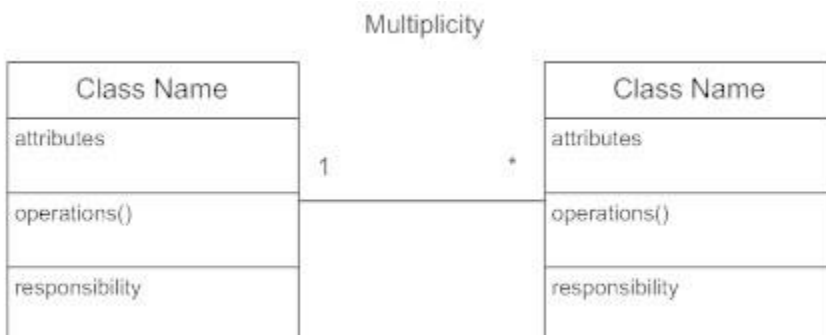 Multiplicity
Class Name
attributes
operations()
responsibility
1
*
Class Name
attributes
operations()
responsibility